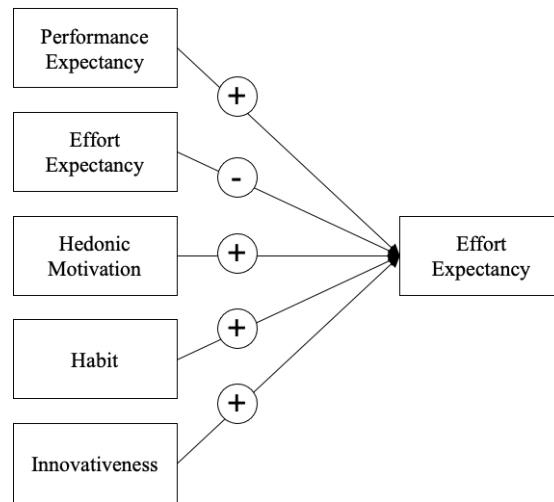 Performance
Expectancy
+
Effort
Expectancy
-
Hedonic
Motivation
+
Effort
Expectancy
Habit
+
Innovativeness
+